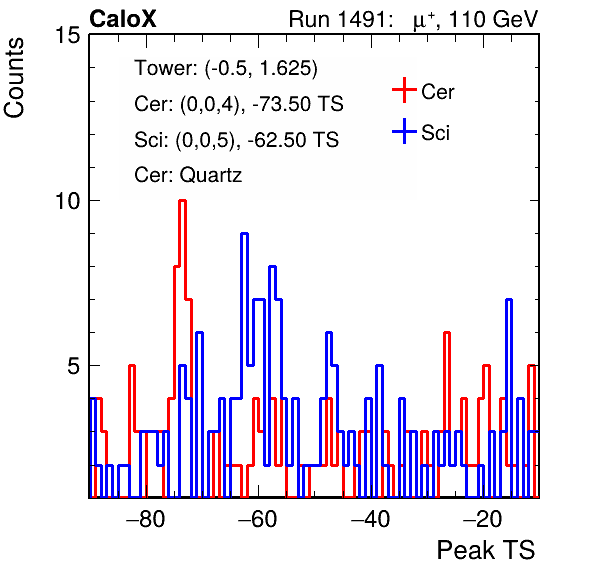 CaloX Run 1491: μ⁺, 110 GeV
Counts
15
10
5
Tower: (-0.5, 1.625)
Cer: (0,0,4), -73.50 TS
Sci: (0,0,5), -62.50 TS
Cer: Quartz
Cer
Sci
−80 −60 −40 −20
Peak TS